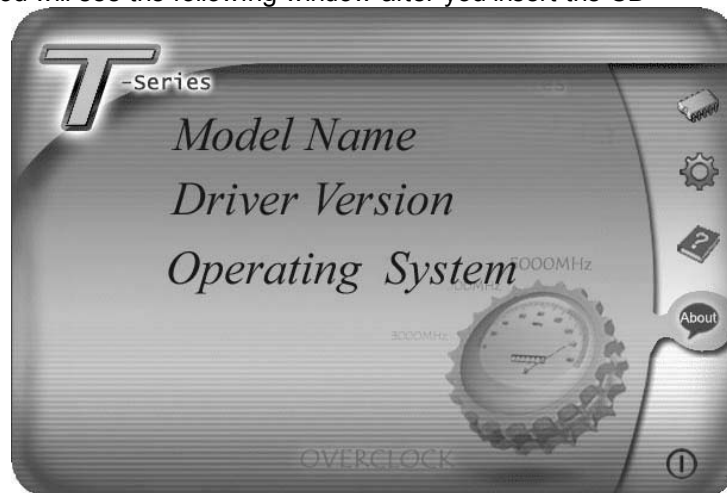 ou will see the following window after you insert the CD
T-Series
Model Name
Driver Version
Operating System
5000MHz
00MHz
3000MHz
About
OVERCLOCK